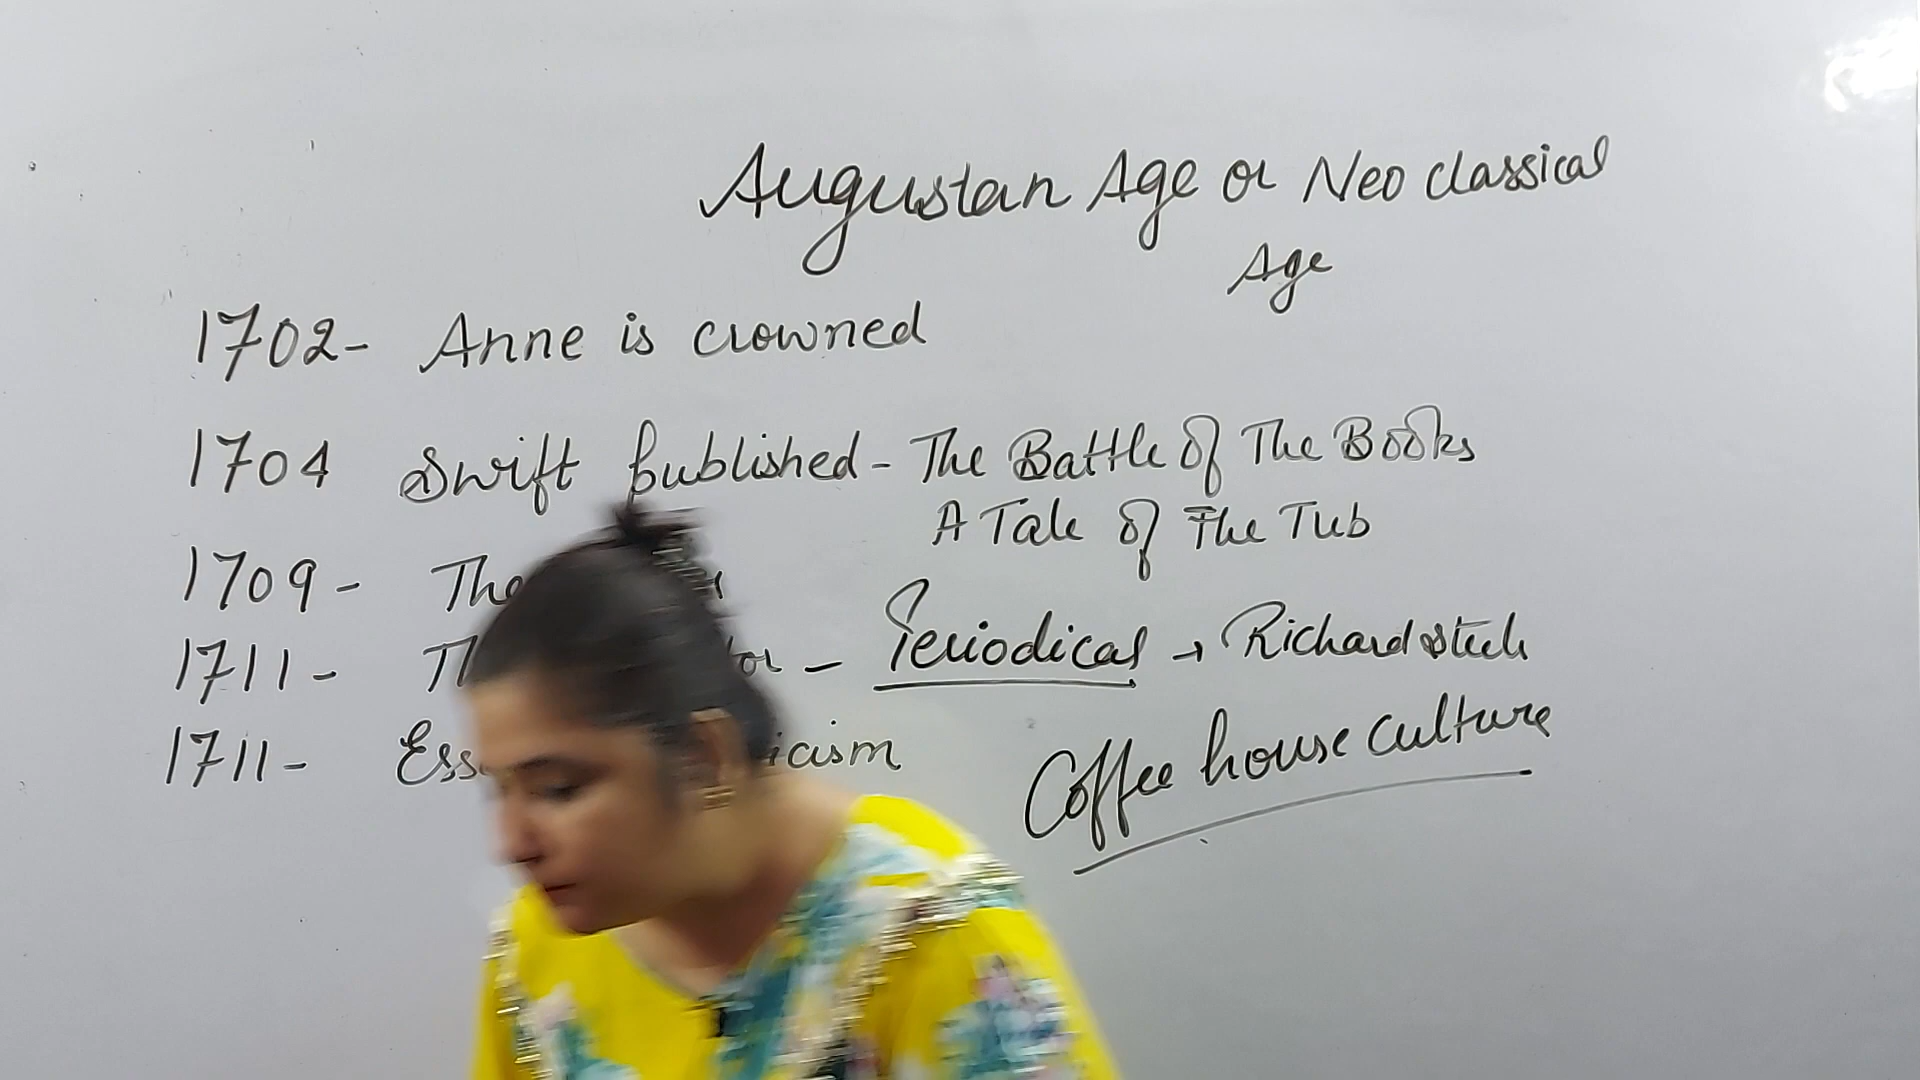 Augustan Age or Neo classical
Age
1702- Anne is crowned
1704 Swift published - The Battle of The Books
A Tale of The Tub
1709 -
1711 - - Periodical → Richard Steele
1711 - Coffee house culture